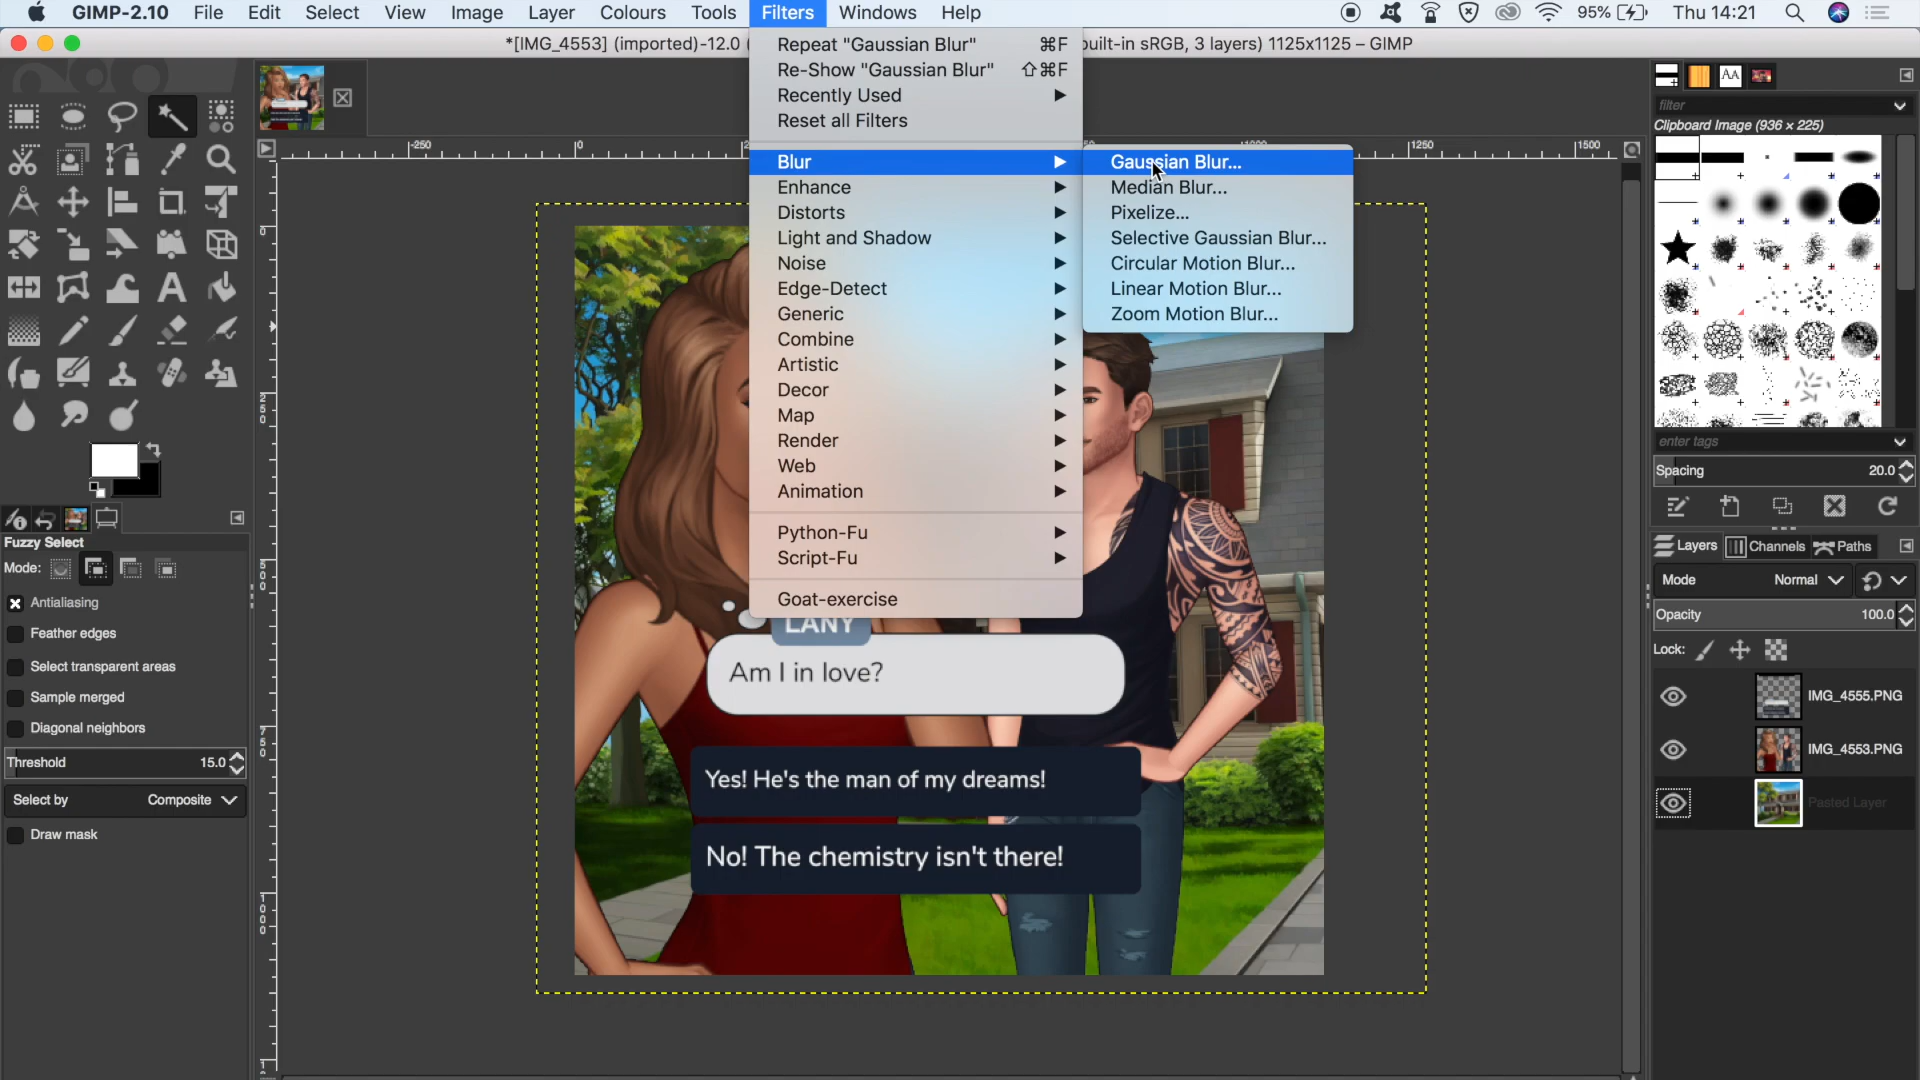 GIMP-2.10 File Edit Select View Image Layer Colours Tools Filters Windows Help 95% Thu 14:21
*[IMG_4553] (imported)-12.0 ( uilt-in sRGB, 3 layers) 1125x1125 – GIMP
Repeat "Gaussian Blur" ⌘F
Re-Show "Gaussian Blur" ⇧⌘F
Recently Used
Reset all Filters
Blur
Enhance
Distorts
Light and Shadow
Noise
Edge-Detect
Generic
Combine
Artistic
Decor
Map
Render
Web
Animation
Python-Fu
Script-Fu
Goat-exercise
Gaussian Blur...
Median Blur...
Pixelize...
Selective Gaussian Blur...
Circular Motion Blur...
Linear Motion Blur...
Zoom Motion Blur...
-250 0 1250 1500
250
500
750
1000
Fuzzy Select
Mode:
Antialiasing
Feather edges
Select transparent areas
Sample merged
Diagonal neighbors
Threshold 15.0
Select by Composite
Draw mask
LANY
Am I in love?
Yes! He's the man of my dreams!
No! The chemistry isn't there!
AA
filter
Clipboard Image (936 × 225)
enter tags
Spacing 20.0
Layers Channels Paths
Mode Normal
Opacity 100.0
Lock:
IMG_4555.PNG
IMG_4553.PNG
Pasted Layer